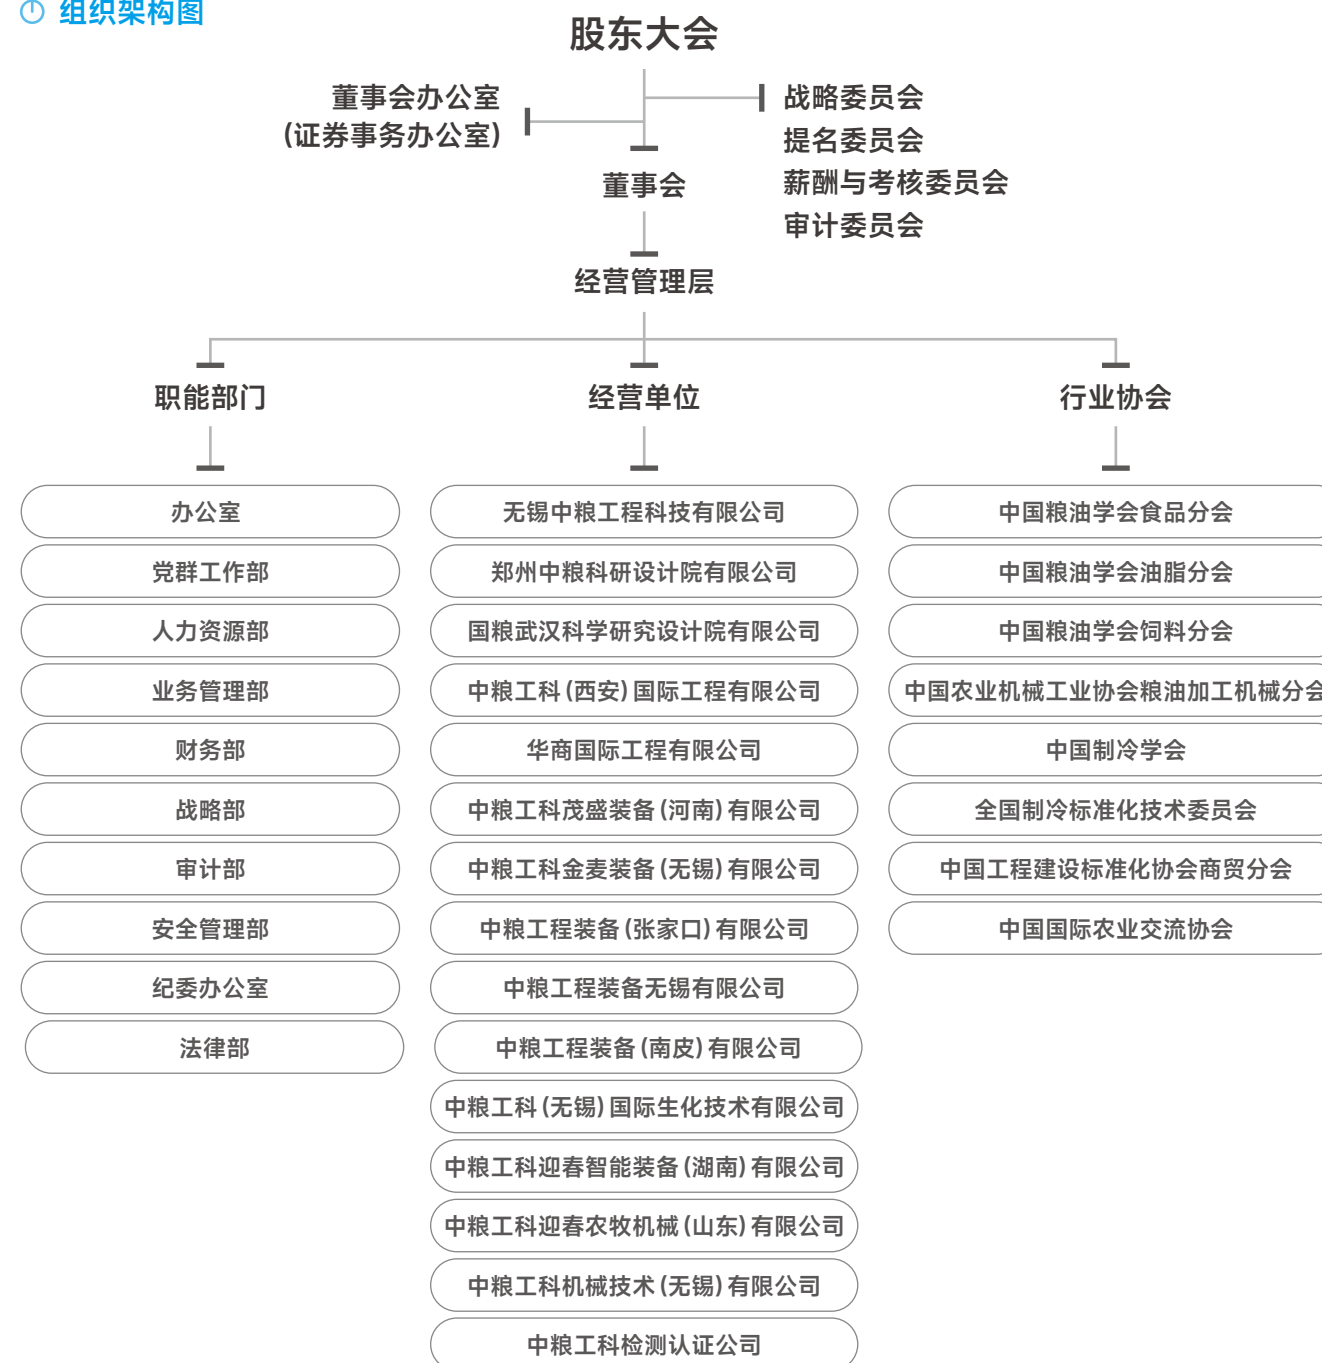 组织架构图
股东大会
董事会办公室
(证券事务办公室)
战略委员会
提名委员会
薪酬与考核委员会
审计委员会
董事会
经营管理层
职能部门
经营单位
行业协会
办公室
党群工作部
人力资源部
业务管理部
财务部
战略部
审计部
安全管理部
纪委办公室
法律部
无锡中粮工程科技有限公司
郑州中粮科研设计院有限公司
国粮武汉科学研究设计院有限公司
中粮工科(西安)国际工程有限公司
华商国际工程有限公司
中粮工科茂盛装备(河南)有限公司
中粮工科金麦装备(无锡)有限公司
中粮工程装备(张家口)有限公司
中粮工程装备无锡有限公司
中粮工程装备(南皮)有限公司
中粮工科(无锡)国际生化技术有限公司
中粮工科迎春智能装备(湖南)有限公司
中粮工科迎春农牧机械(山东)有限公司
中粮工科机械技术(无锡)有限公司
中粮工科检测认证公司
中国粮油学会食品分会
中国粮油学会油脂分会
中国粮油学会饲料分会
中国农业机械工业协会粮油加工机械分会
中国制冷学会
全国制冷标准化技术委员会
中国工程建设标准化协会商贸分会
中国国际农业交流协会